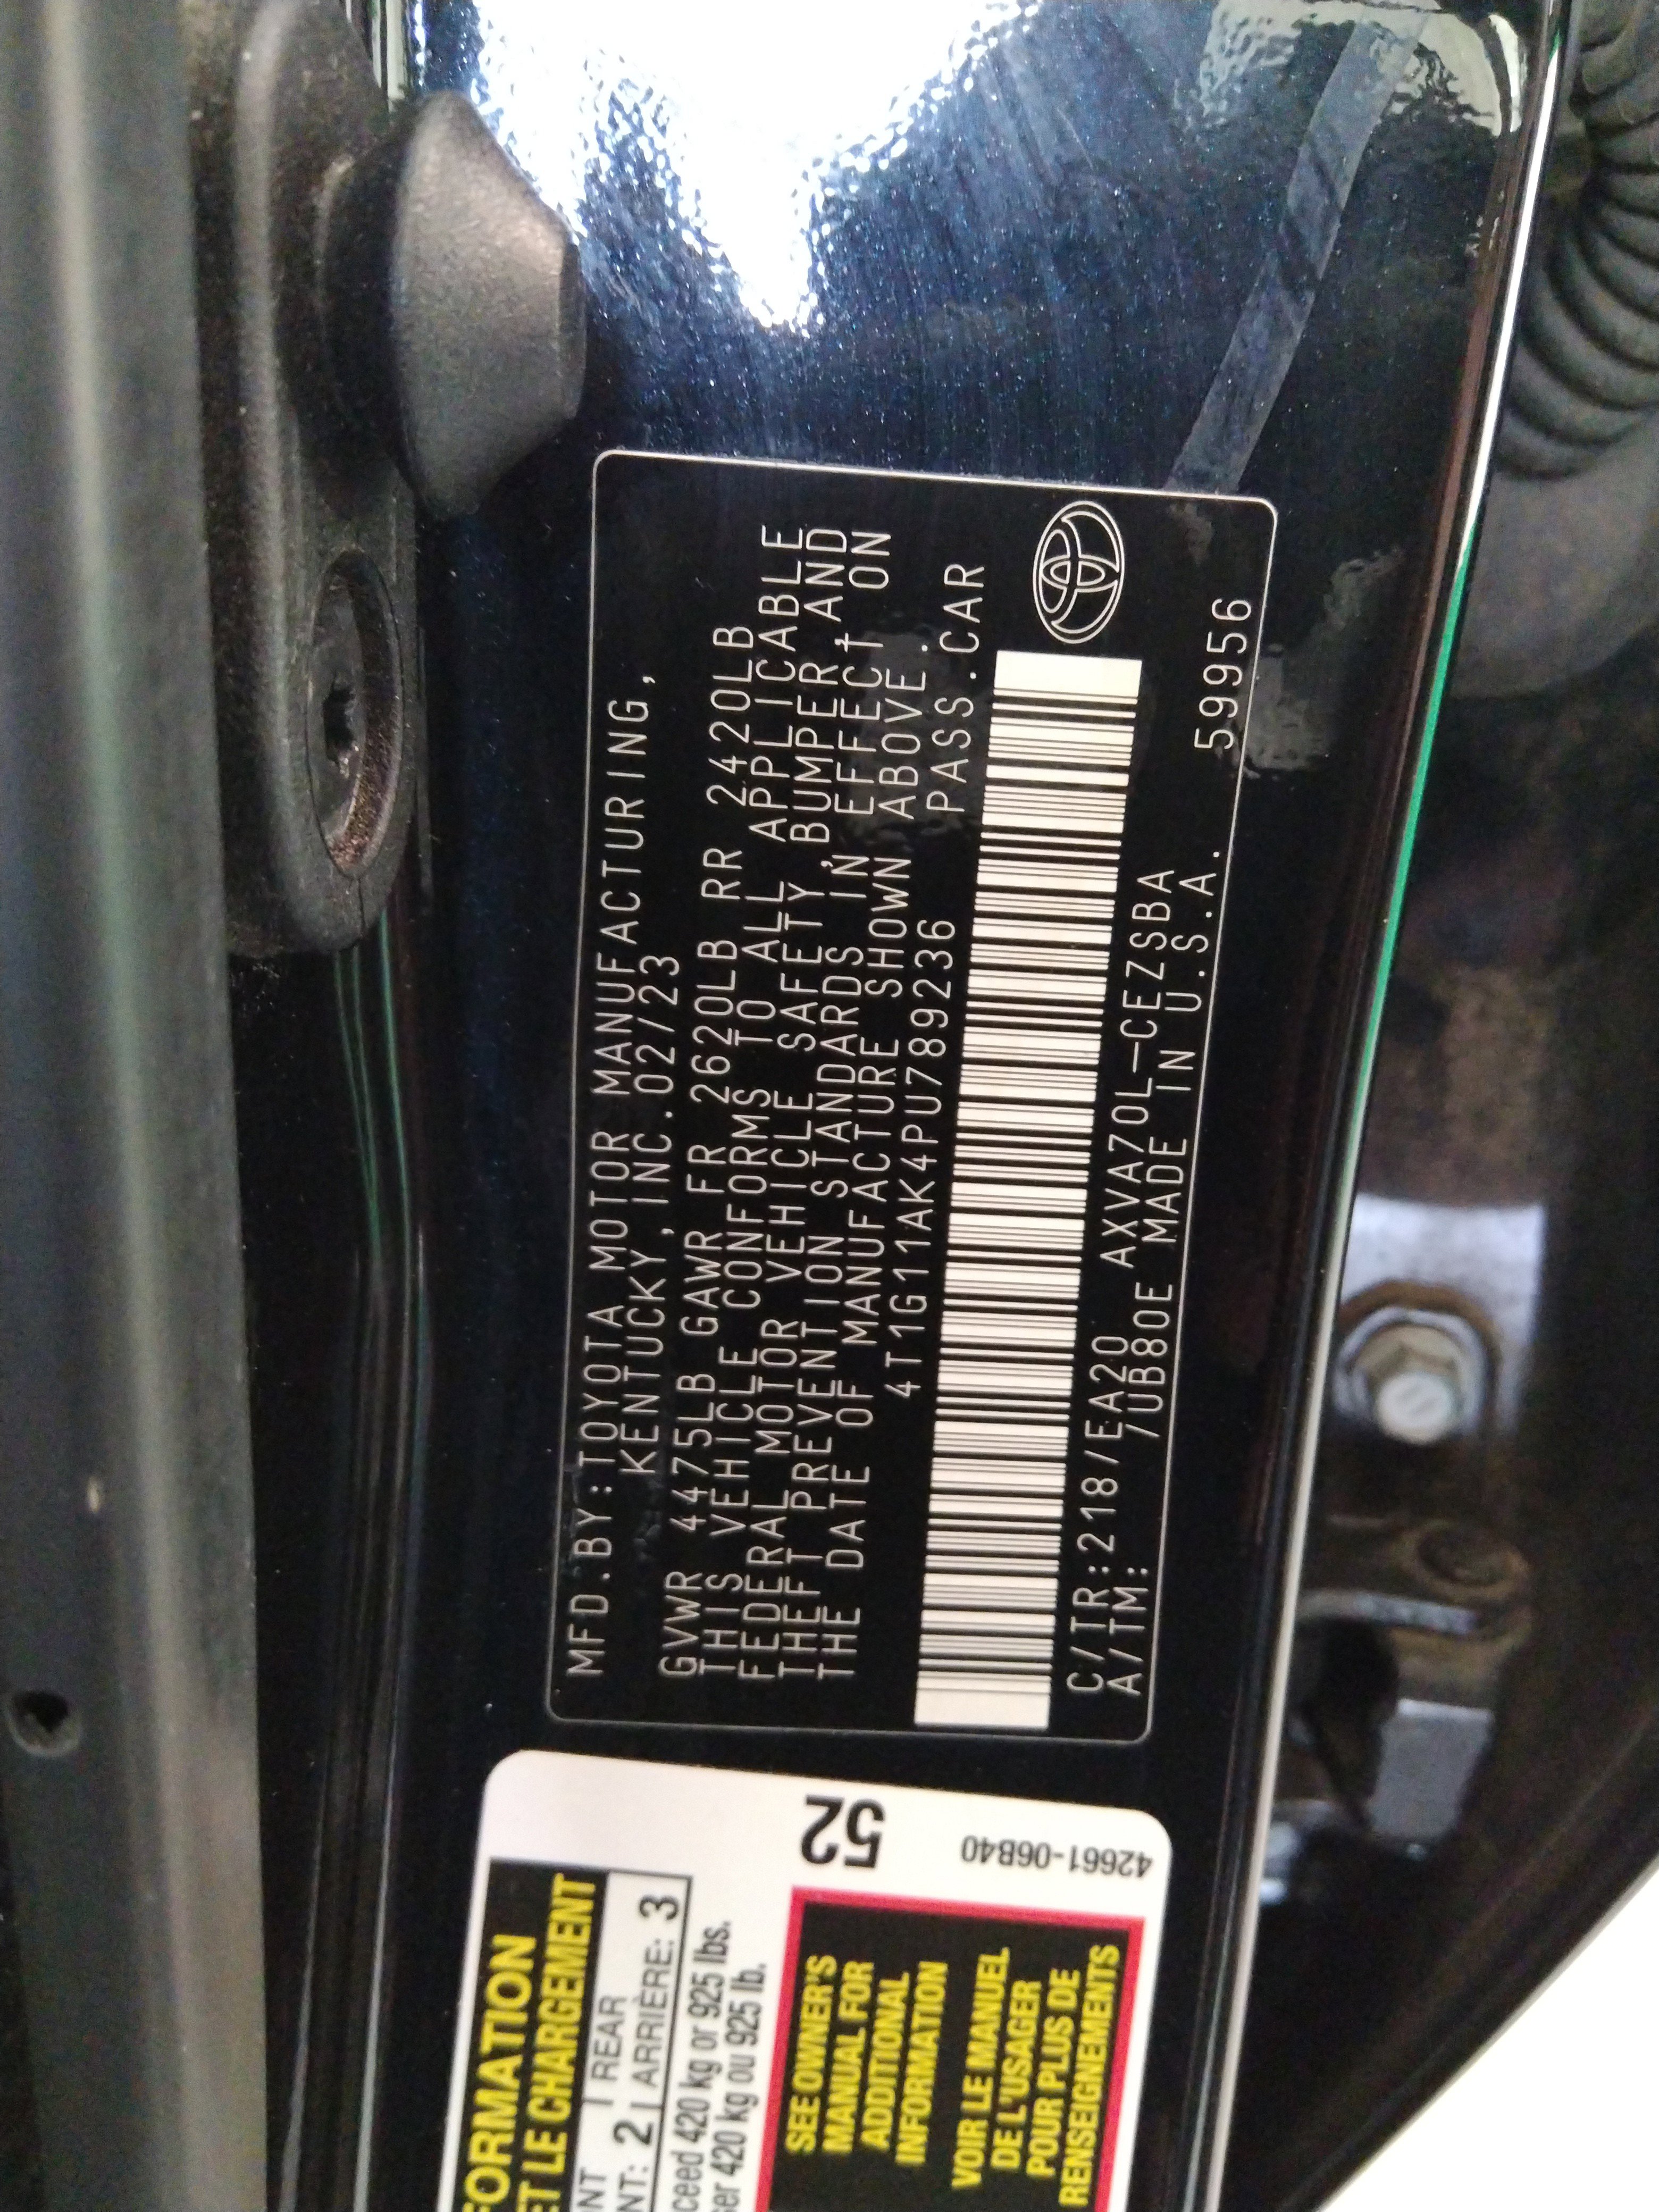 MFD.BY:TOYOTA MOTOR MANUFACTURING,
KENTUCKY,INC.02/23
GVWR 4475LB GAWR FR 2620LB RR 2420LB
THIS VEHICLE CONFORMS TO ALL APPLICABLE
FEDERAL MOTOR VEHICLE SAFETY,BUMPER,AND
THEFT PREVENTION STANDARDS IN EFFECT ON
THE DATE OF MANUFACTURE SHOWN ABOVE.
4T1G11AK4PU789236 PASS.CAR
C/TR:218/EA20 AXVA70L-CEZSBA
A/TM: /UB80E MADE IN U.S.A. 59956
ET LE CHARGEMENT
REAR
2 ARRIÈRE: 3
420 kg or 925 lbs.
420 kg ou 925 lb.
52
42661-06B40
SEE OWNER'S
MANUAL FOR
ADDITIONAL
INFORMATION
VOIR LE MANUEL
DE L'USAGER
POUR PLUS DE
RENSEIGNEMENTS